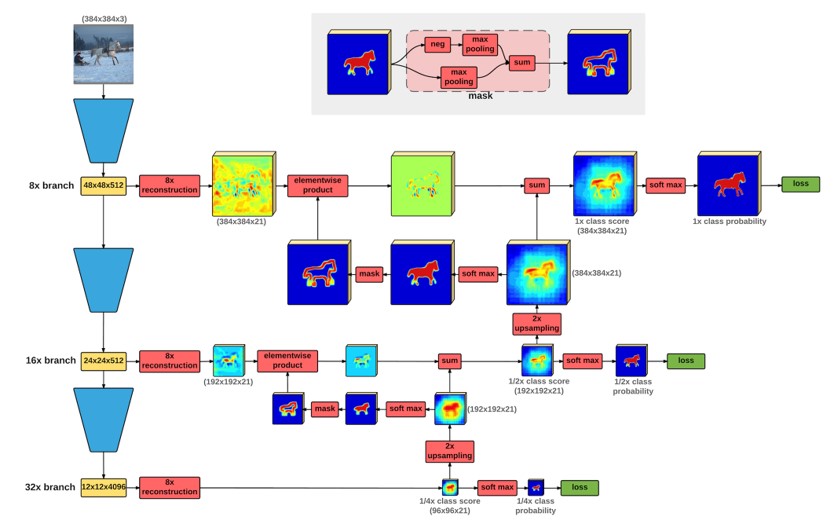 (384x384x3)
neg
max
pooling
max
pooling
sum
mask
8x branch
48x48x512
8x
reconstruction
(384x384x21)
elementwise
product
sum
1x class score
(384x384x21)
soft max
1x class probability
loss
mask
soft max
(384x384x21)
2x
upsampling
16x branch
24x24x512
8x
reconstruction
(192x192x21)
elementwise
product
sum
1/2x class score
(192x192x21)
soft max
1/2x class
probability
loss
mask
soft max
(192x192x21)
2x
upsampling
32x branch
12x12x4096
8x
reconstruction
1/4x class score
(96x96x21)
soft max
1/4x class
probability
loss